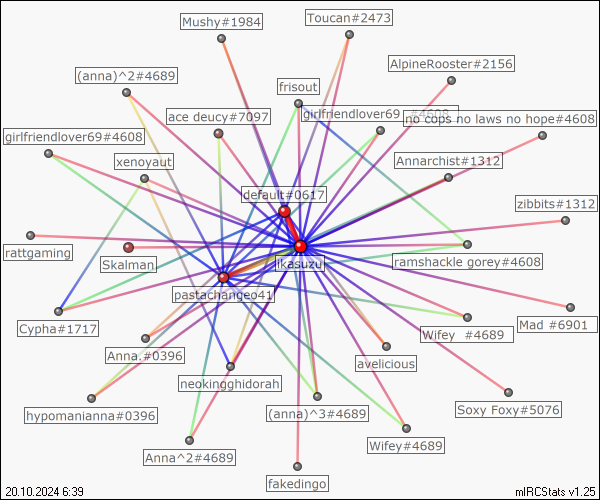 Mushy#1984
Toucan#2473
AlpineRooster#2156
(anna)^2#4689
frisout
ace deucy#7097
girlfriendlover69 #4608
no cops no laws no hope#4608
girlfriendlover69#4608
xenoyaut
Annarchist#1312
default#0617
zibbits#1312
rattgaming
Skalman
jkasuzu
ramshackle gorey#4608
pastachangeo41
Cypha#1717
Mad #6901
Wifey #4689
Anna.#0396
avelicious
neokingghidorah
hypomanianna#0396
(anna)^3#4689
Soxy Foxy#5076
Wifey#4689
Anna^2#4689
fakedingo
20.10.2024 6:39
mIRCStats v1.25